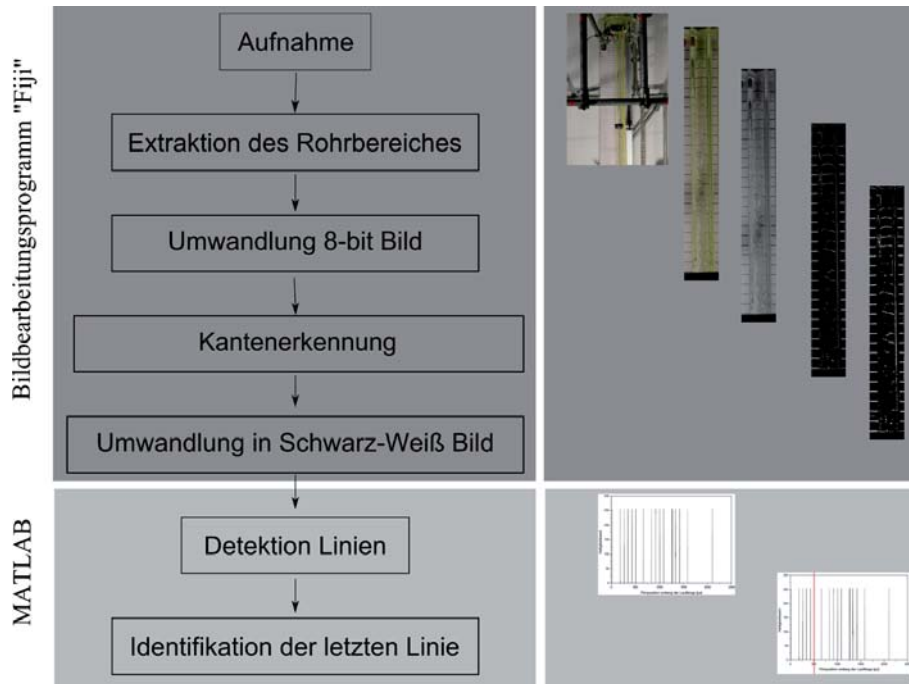 Bildbearbeitungsprogramm "Fiji"
Aufnahme
Extraktion des Rohrbereiches
Umwandlung 8-bit Bild
Kantenerkennung
Umwandlung in Schwarz-Weiß Bild
MATLAB
Detektion Linien
Identifikation der letzten Linie